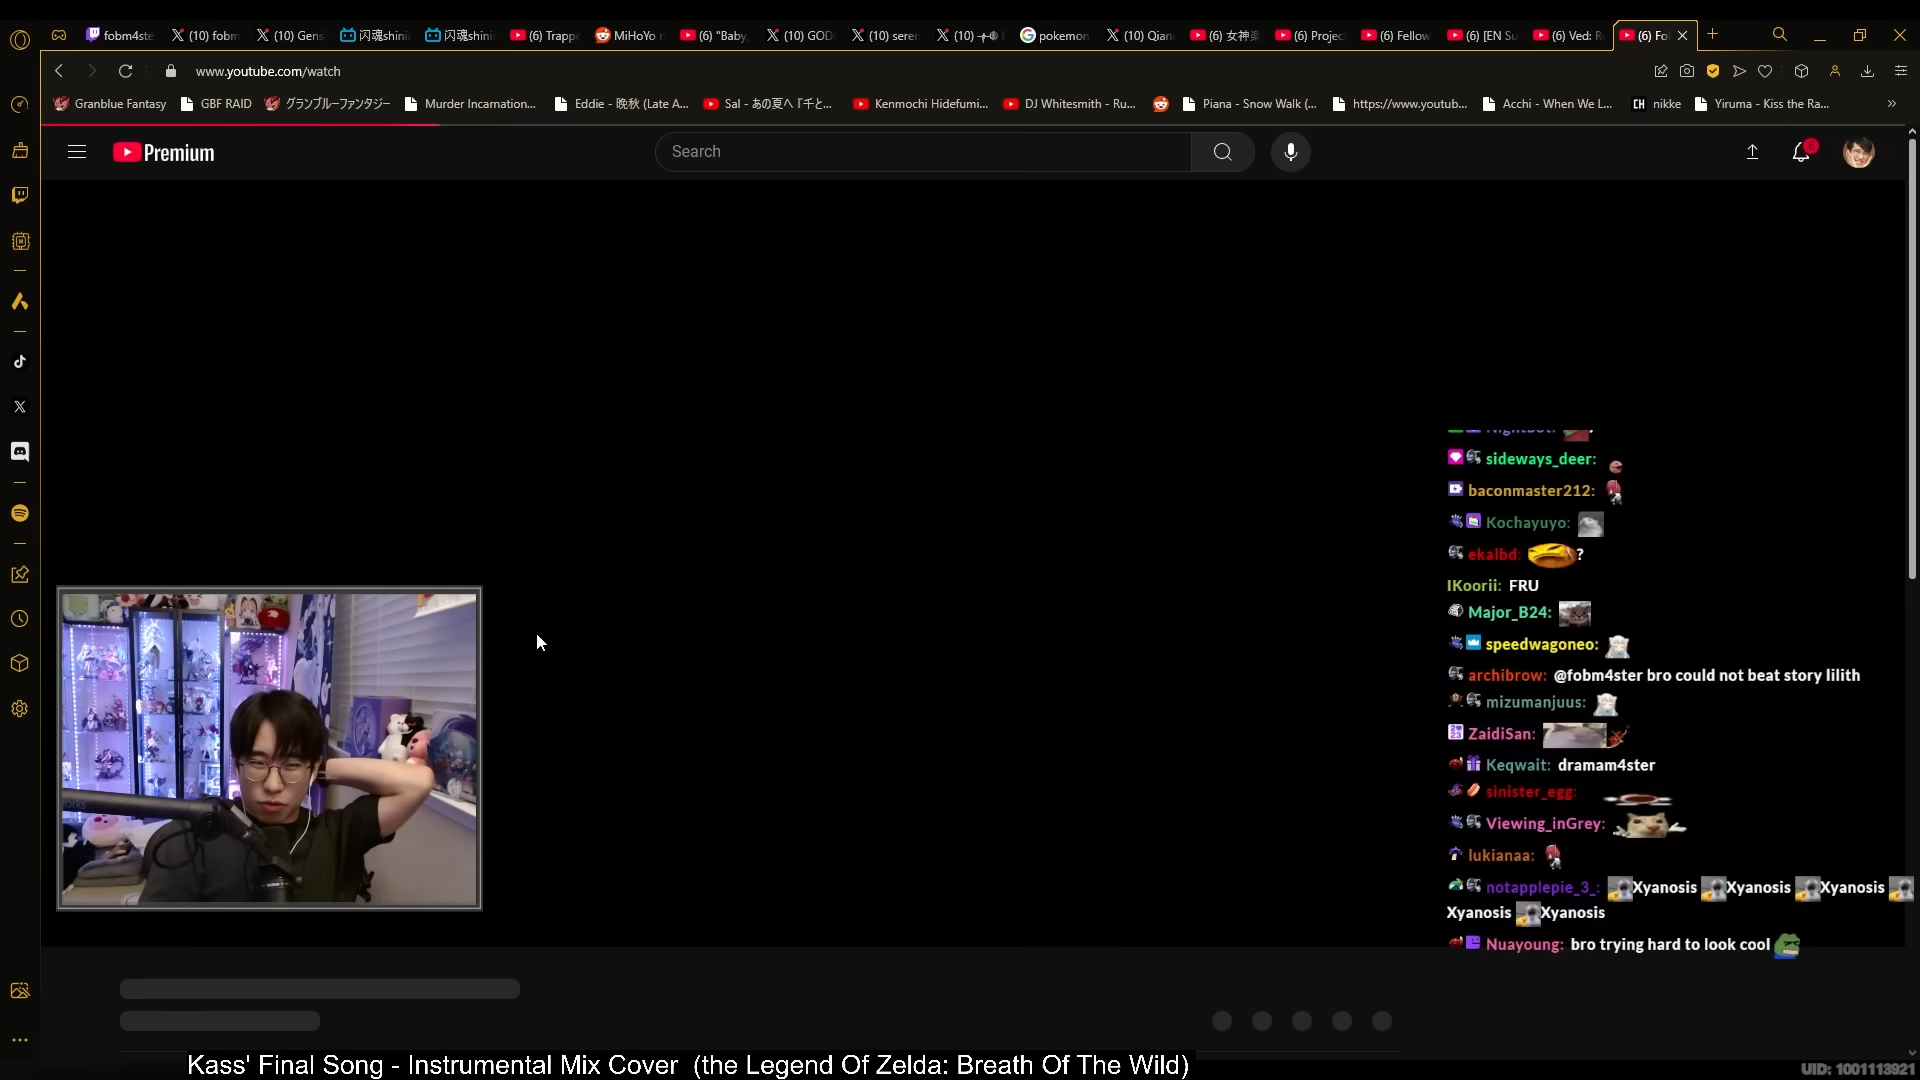 fobm4ste
(10) fobm
(10) Gens
闪魂shini
闪魂shini
(6) Trapp
MiHoYo r
(6) "Baby,
(10) GOD
(10) serer
(10)
pokemon
(10) Qian
(6) 女神
(6) Projec
(6) Fellow
(6) [EN Su
(6) Ved: R
(6) Fo
www.youtube.com/watch
Granblue Fantasy
GBF RAID
グランブルーファンタジー
Murder Incarnation...
Eddie - 晩秋 (Late A...
Sal - あの夏へ『千と...
Kenmochi Hidefumi...
DJ Whitesmith - Ru...
Piana - Snow Walk (...
https://www.youtub...
Acchi - When We L...
CH nikke
Yiruma - Kiss the Ra...
Premium
Search
6
Nightbot:
sideways_deer:
baconmaster212:
Kochayuyo:
ekalbd: ?
IKoorii: FRU
Major_B24:
speedwagoneo:
archibrow: @fobm4ster bro could not beat story lilith
mizumanjuus:
ZaidiSan:
Keqwait: dramam4ster
sinister_egg:
Viewing_inGrey:
lukianaa:
notapplepie_3_: Xyanosis Xyanosis Xyanosis
Xyanosis Xyanosis
Nuayoung: bro trying hard to look cool
Kass' Final Song - Instrumental Mix Cover (the Legend Of Zelda: Breath Of The Wild)
UID: 1001113921